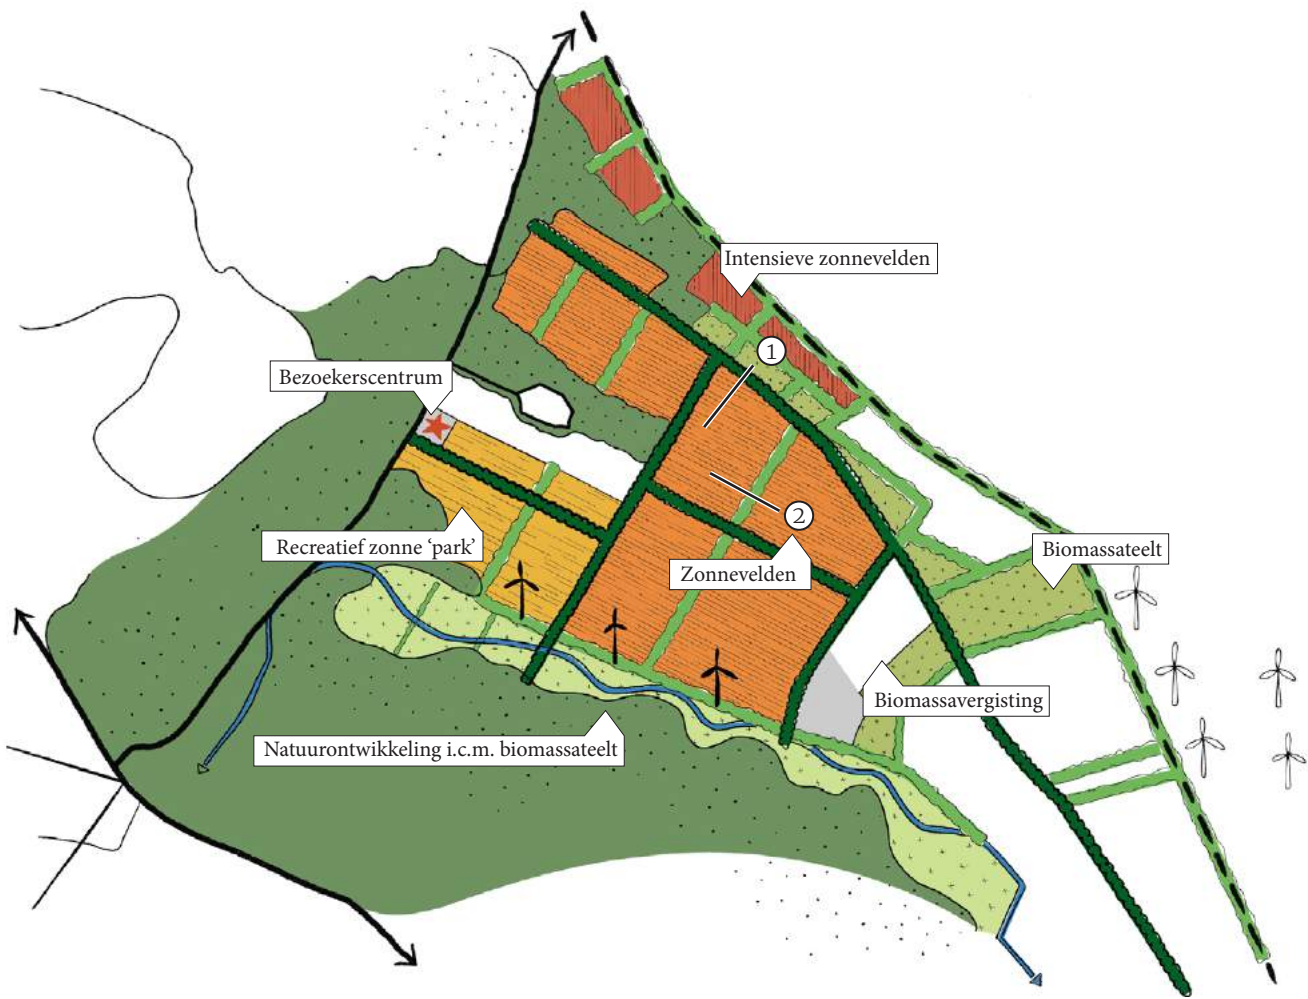 Intensieve zonnevelden
1
Bezoekerscentrum
2
Recreatief zonne ‘park’
Zonnevelden
Biomassateelt
Biomassavergisting
Natuurontwikkeling i.c.m. biomassateelt